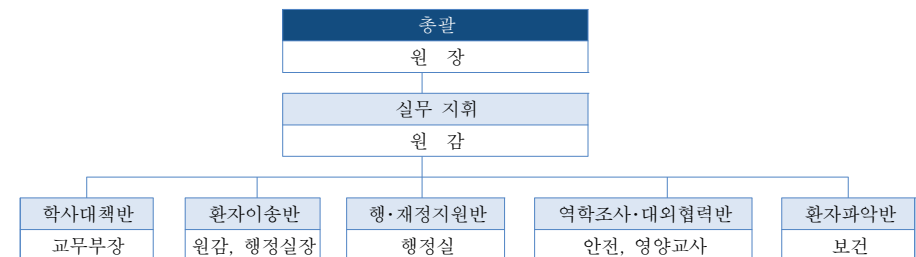 총괄
원 장
실무 지휘
원 감
학사대책반 환자이송반 행·재정지원반 역학조사·대외협력반 환자파악반
교무부장 원감, 행정실장 행정실 안전, 영양교사 보건